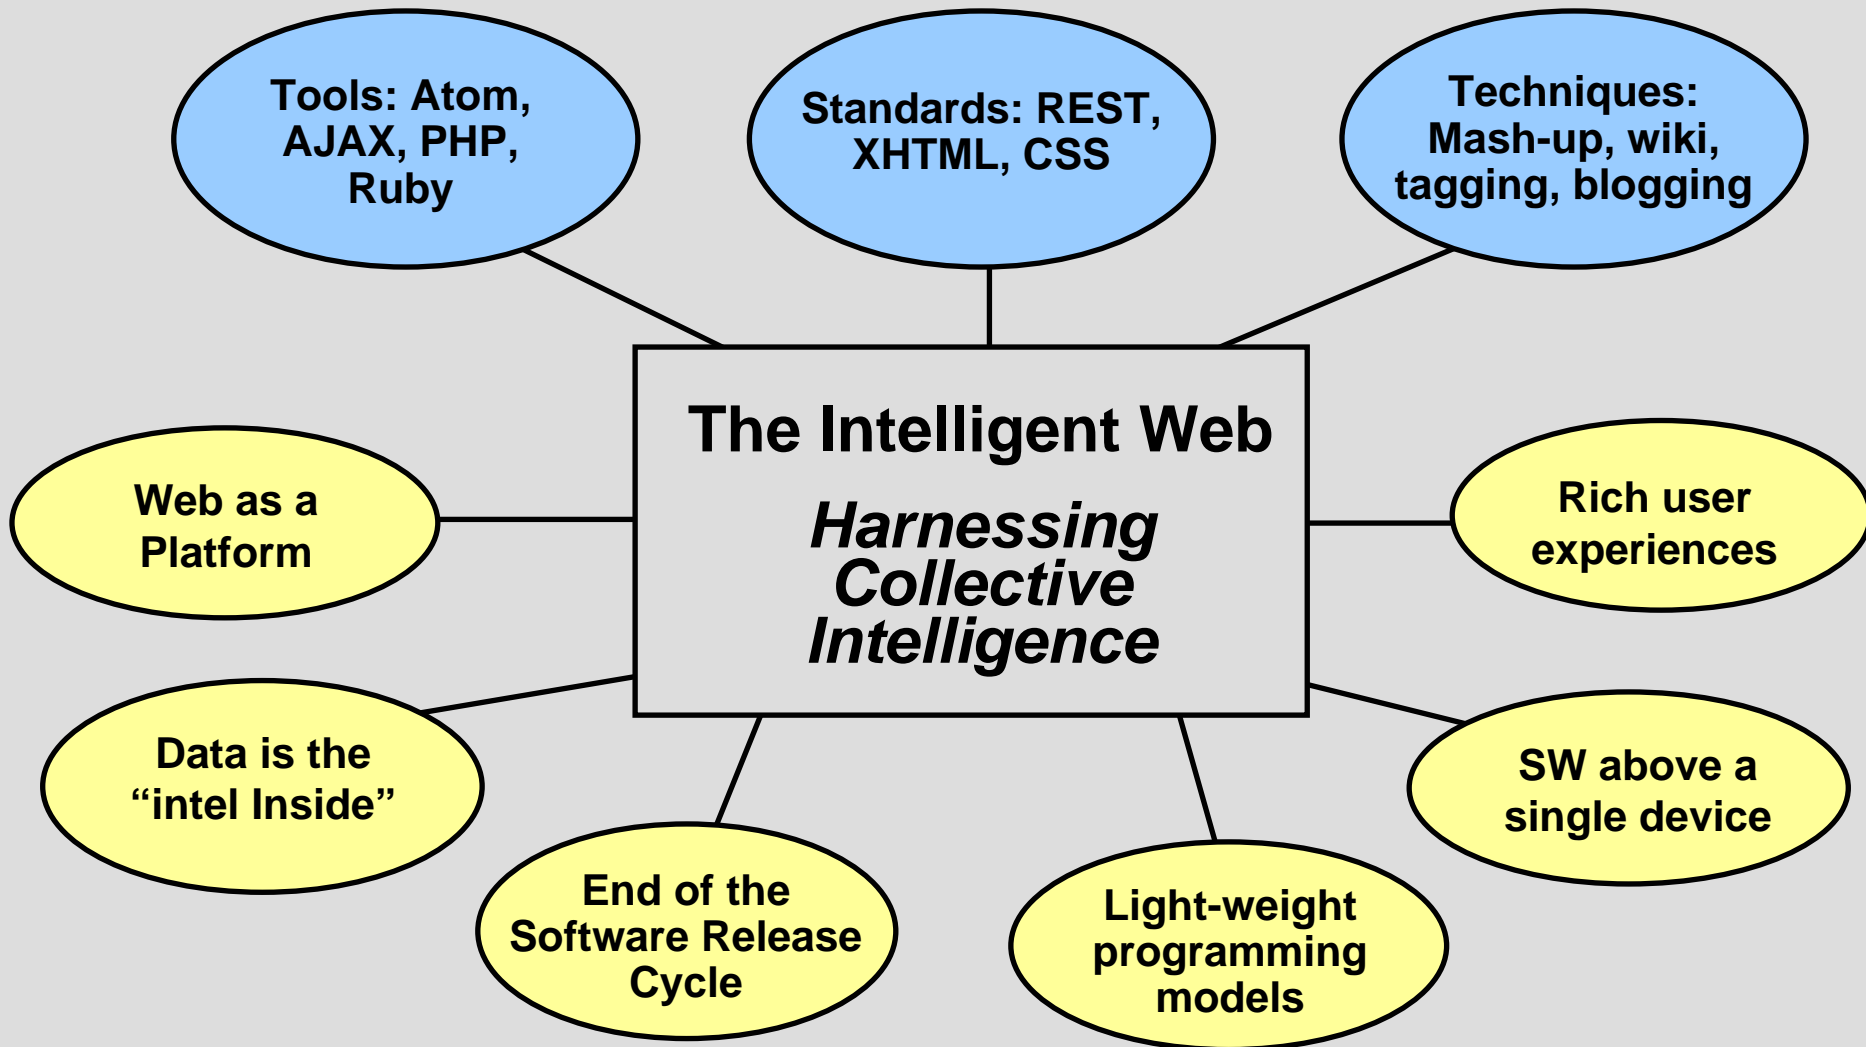 Tools: Atom,
AJAX, PHP,
Ruby
Standards: REST,
XHTML, CSS
Techniques:
Mash-up, wiki,
tagging, blogging
The Intelligent Web
Harnessing
Collective
Intelligence
Web as a
Platform
Rich user
experiences
Data is the
“intel Inside”
SW above a
single device
End of the
Software Release
Cycle
Light-weight
programming
models